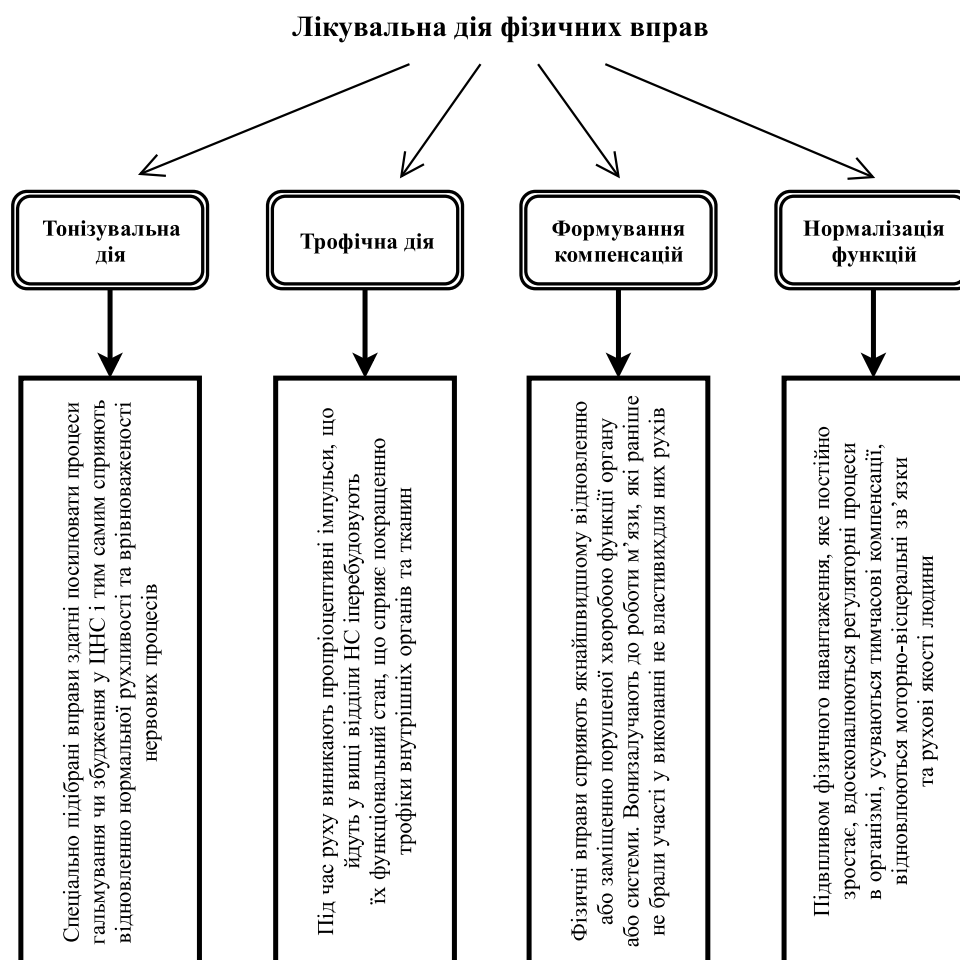 Лікувальна дія фізичних вправ
Тонізувальна
дія
Трофічна дія
Формування
компенсацій
Нормалізація
функцій
Спеціально підібрані вправи здатні посилювати процеси
гальмування чи збудження у ЦНС і тим самим сприяють
відновленню нормальної рухливості та врівноваженості
нервових процесів
Під час руху виникають пропріоцептивні імпульси, що
йдуть у вищі відділи НС іперебудовують
їх функціональний стан, що сприяє покращенню
трофіки внутрішніх органів та тканин
Фізичні вправи сприяють якнайшвидшому відновленню
або заміщенню порушеної хворобою функції органу
або системи. Вонизалучають до роботи м’язи, які раніше
не брали участі у виконанні не властивихдля них рухів
Підвпливом фізичного навантаження, яке постійно
зростає, вдосконалюються регуляторні процеси
в організмі, усуваються тимчасові компенсації,
відновлюються моторно-вісцеральні зв’язки
та рухові якості людини